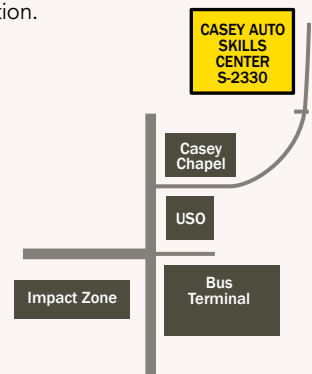 tion.
CASEY AUTO
SKILLS
CENTER
S-2330
Casey
Chapel
USO
Impact Zone
Bus
Terminal